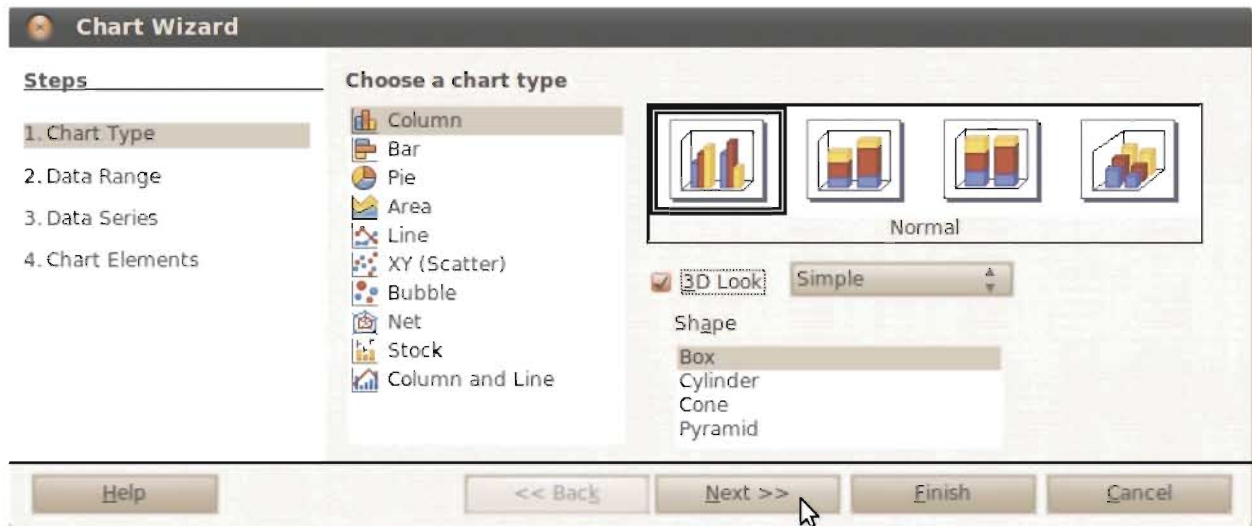 Chart Wizard
Steps
1. Chart Type
2. Data Range
3. Data Series
4. Chart Elements
Choose a chart type
Column
Bar
Pie
Area
Line
XY (Scatter)
Bubble
Net
Stock
Column and Line
Normal
3D Look
Simple
Shape
Box
Cylinder
Cone
Pyramid
Help
<< Back
Next >>
Finish
Cancel